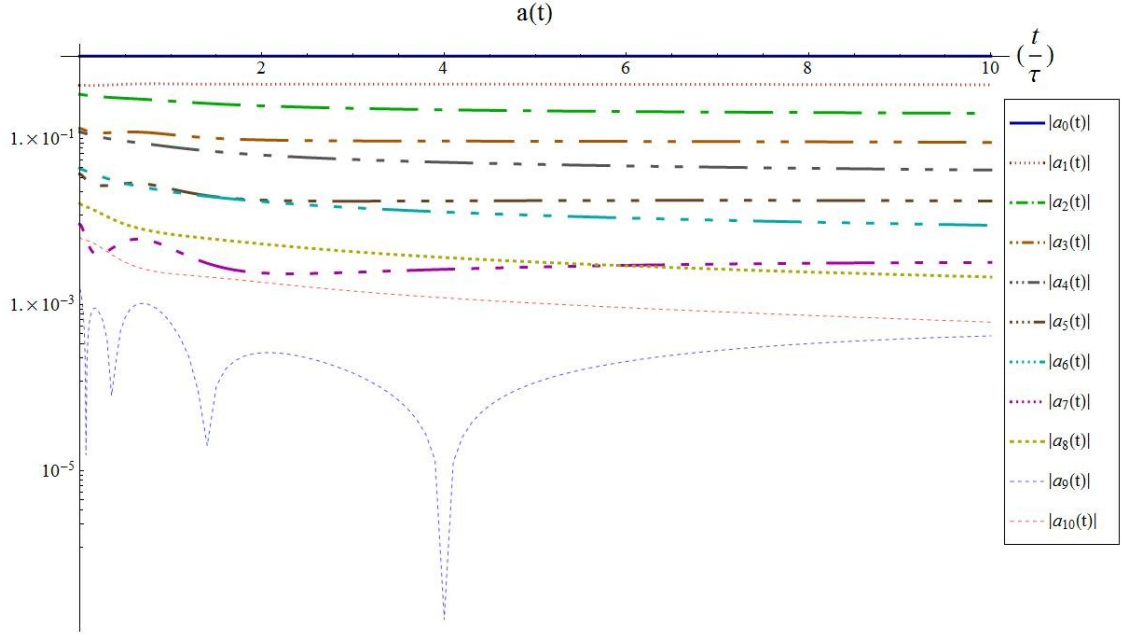 a(t)
(t/τ)
2 4 6 8 10
1.×10⁻¹
1.×10⁻³
10⁻⁵
|a₀(t)|
|a₁(t)|
|a₂(t)|
|a₃(t)|
|a₄(t)|
|a₅(t)|
|a₆(t)|
|a₇(t)|
|a₈(t)|
|a₉(t)|
|a₁₀(t)|